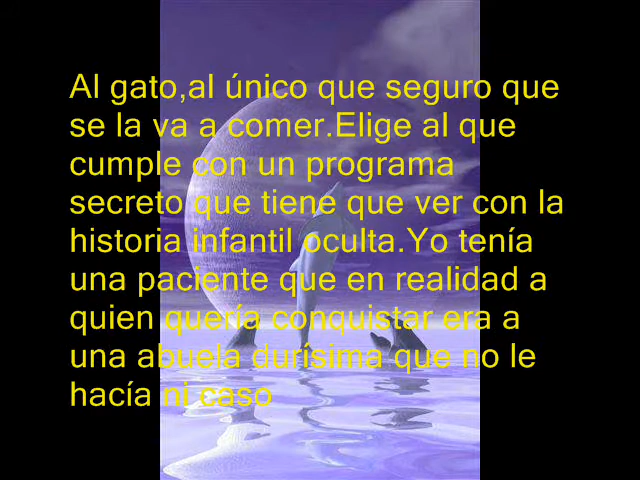 Al gato,al único que seguro que
se la va a comer.Elige al que
cumple con un programa
secreto que tiene que ver con la
historia infantil oculta.Yo tenía
una paciente que en realidad a
quien quería conquistar era a
una abuela durísima que no le
hacía ni caso